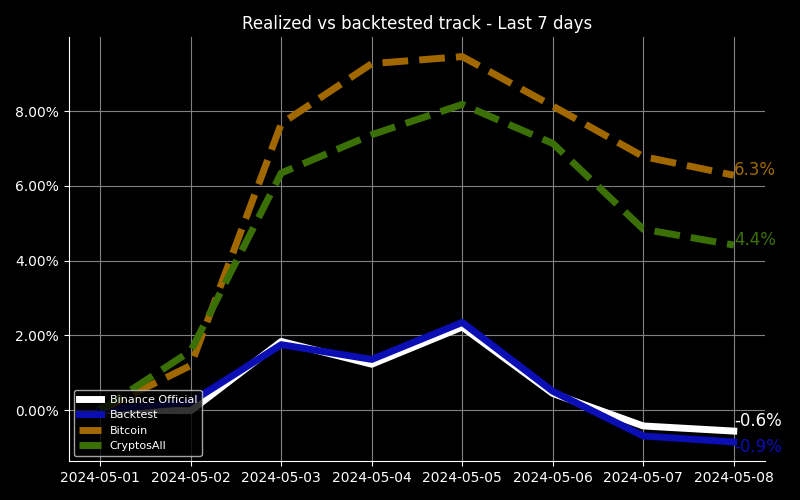 Realized vs backtested track - Last 7 days
8.00%
6.00%
4.00%
2.00%
0.00%
6.3%
4.4%
-0.6%
-0.9%
Binance Official
Backtest
Bitcoin
CryptosAll
2024-05-01 2024-05-02 2024-05-03 2024-05-04 2024-05-05 2024-05-06 2024-05-07 2024-05-08